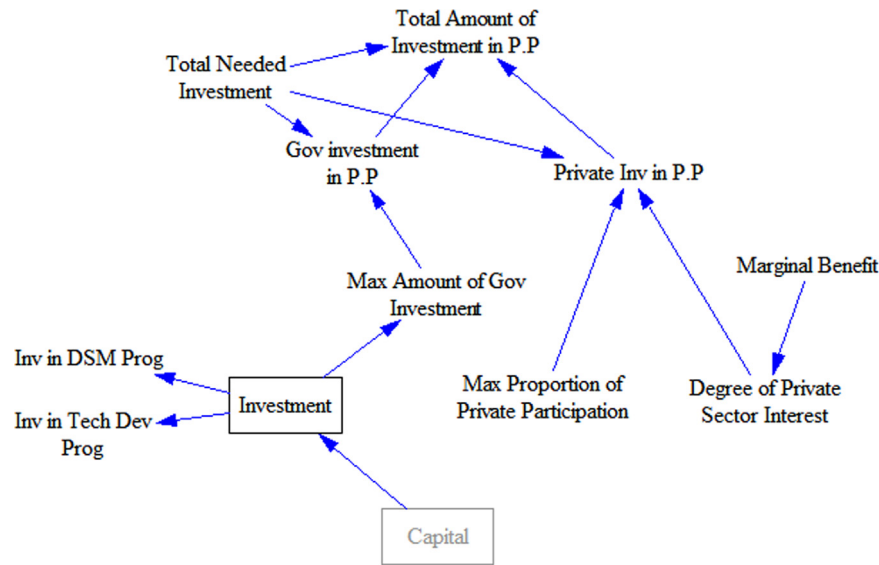 Total Amount of
Investment in P.P
Total Needed
Investment
Gov investment
in P.P
Private Inv in P.P
Marginal Benefit
Max Amount of Gov
Investment
Inv in DSM Prog
Investment
Max Proportion of
Private Participation
Degree of Private
Sector Interest
Inv in Tech Dev
Prog
Capital